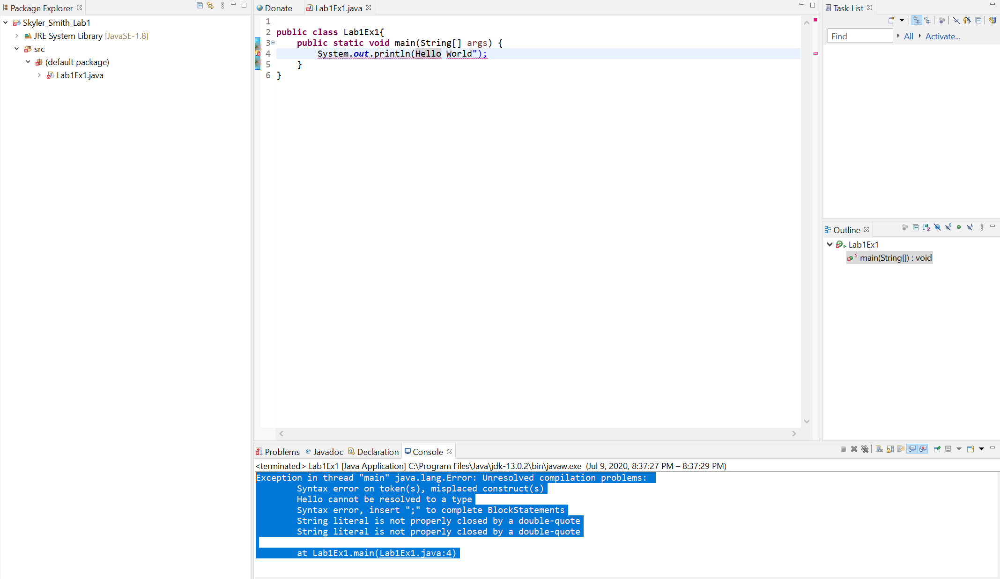 Package Explorer
Skyler_Smith_Lab1
JRE System Library [JavaSE-1.8]
src
(default package)
Lab1Ex1.java
Donate
Lab1Ex1.java
1
2 public class Lab1Ex1{
3 public static void main(String[] args) {
4 System.out.println(Hello World");
5 }
6 }
Task List
Find
All
Activate...
Outline
Lab1Ex1
main(String[]) : void
Problems
Javadoc
Declaration
Console
<terminated> Lab1Ex1 [Java Application] C:\Program Files\Java\jdk-13.0.2\bin\javaw.exe (Jul 9, 2020, 8:37:27 PM – 8:37:29 PM)
Exception in thread "main" java.lang.Error: Unresolved compilation problems:
Syntax error on token(s), misplaced construct(s)
Hello cannot be resolved to a type
Syntax error, insert ";" to complete BlockStatements
String literal is not properly closed by a double-quote
String literal is not properly closed by a double-quote
at Lab1Ex1.main(Lab1Ex1.java:4)